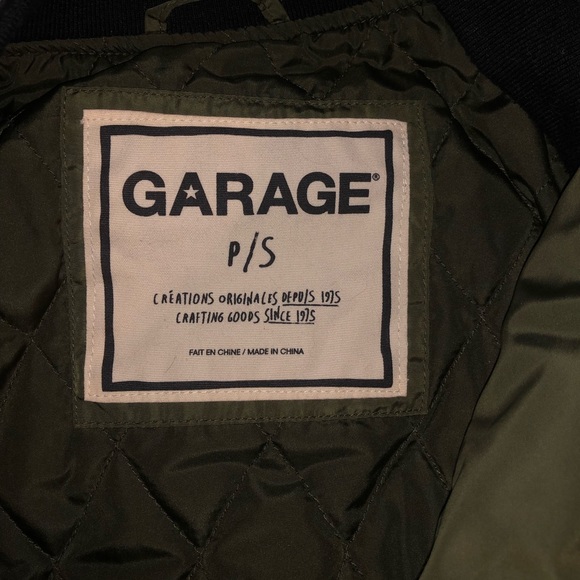 GARAGE®
P/S
CRÉATIONS ORIGINALES DEPUIS 1975
CRAFTING GOODS SINCE 1975
FAIT EN CHINE / MADE IN CHINA